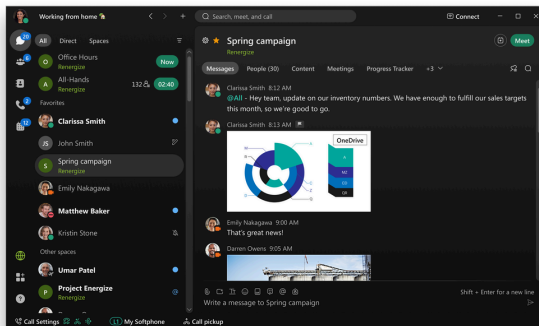 Working from home
Search, meet, and call
Connect
20
All
Direct
Spaces
Office Hours
Renergize
Now
All-Hands
Renergize
132
02:40
Favorites
Clarissa Smith
JS
John Smith
S
Spring campaign
Renergize
Emily Nakagawa
Matthew Baker
Kristin Stone
Other spaces
Umar Patel
P
Project Energize
Renergize
Call Settings
(L1) My Softphone
Call pickup
Spring campaign
Renergize
Meet
Messages
People (30)
Content
Meetings
Progress Tracker
+3
Clarissa Smith 8:12 AM
@All - Hey team, update on our inventory numbers. We have enough to fulfill our sales targets
this month, so we're good to go.
Clarissa Smith 8:13 AM
OneDrive
Emily Nakagawa 9:00 AM
That's great news!
Darren Owens 9:05 AM
Shift + Enter for a new line
Write a message to Spring campaign